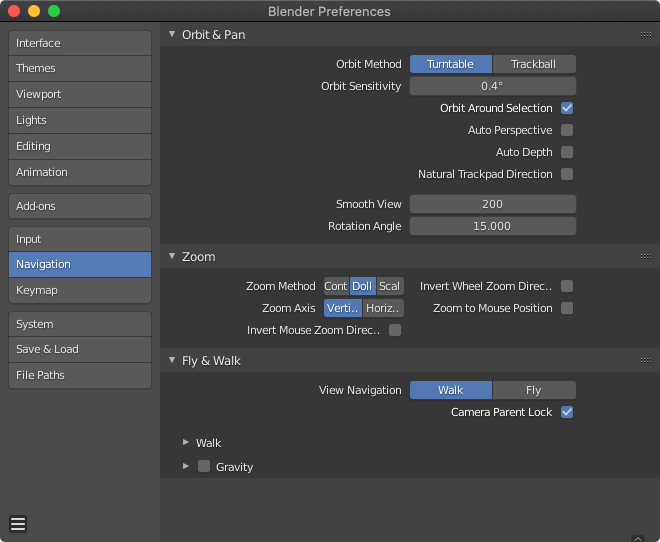 Blender Preferences
Interface
Themes
Viewport
Lights
Editing
Animation
Add-ons
Input
Navigation
Keymap
System
Save & Load
File Paths
Orbit & Pan
Orbit Method Turntable Trackball
Orbit Sensitivity 0.4°
Orbit Around Selection
Auto Perspective
Auto Depth
Natural Trackpad Direction
Smooth View 200
Rotation Angle 15.000
Zoom
Zoom Method Cont Doll Scal Invert Wheel Zoom Direc..
Zoom Axis Verti.. Horiz.. Zoom to Mouse Position
Invert Mouse Zoom Direc..
Fly & Walk
View Navigation Walk Fly
Camera Parent Lock
Walk
Gravity